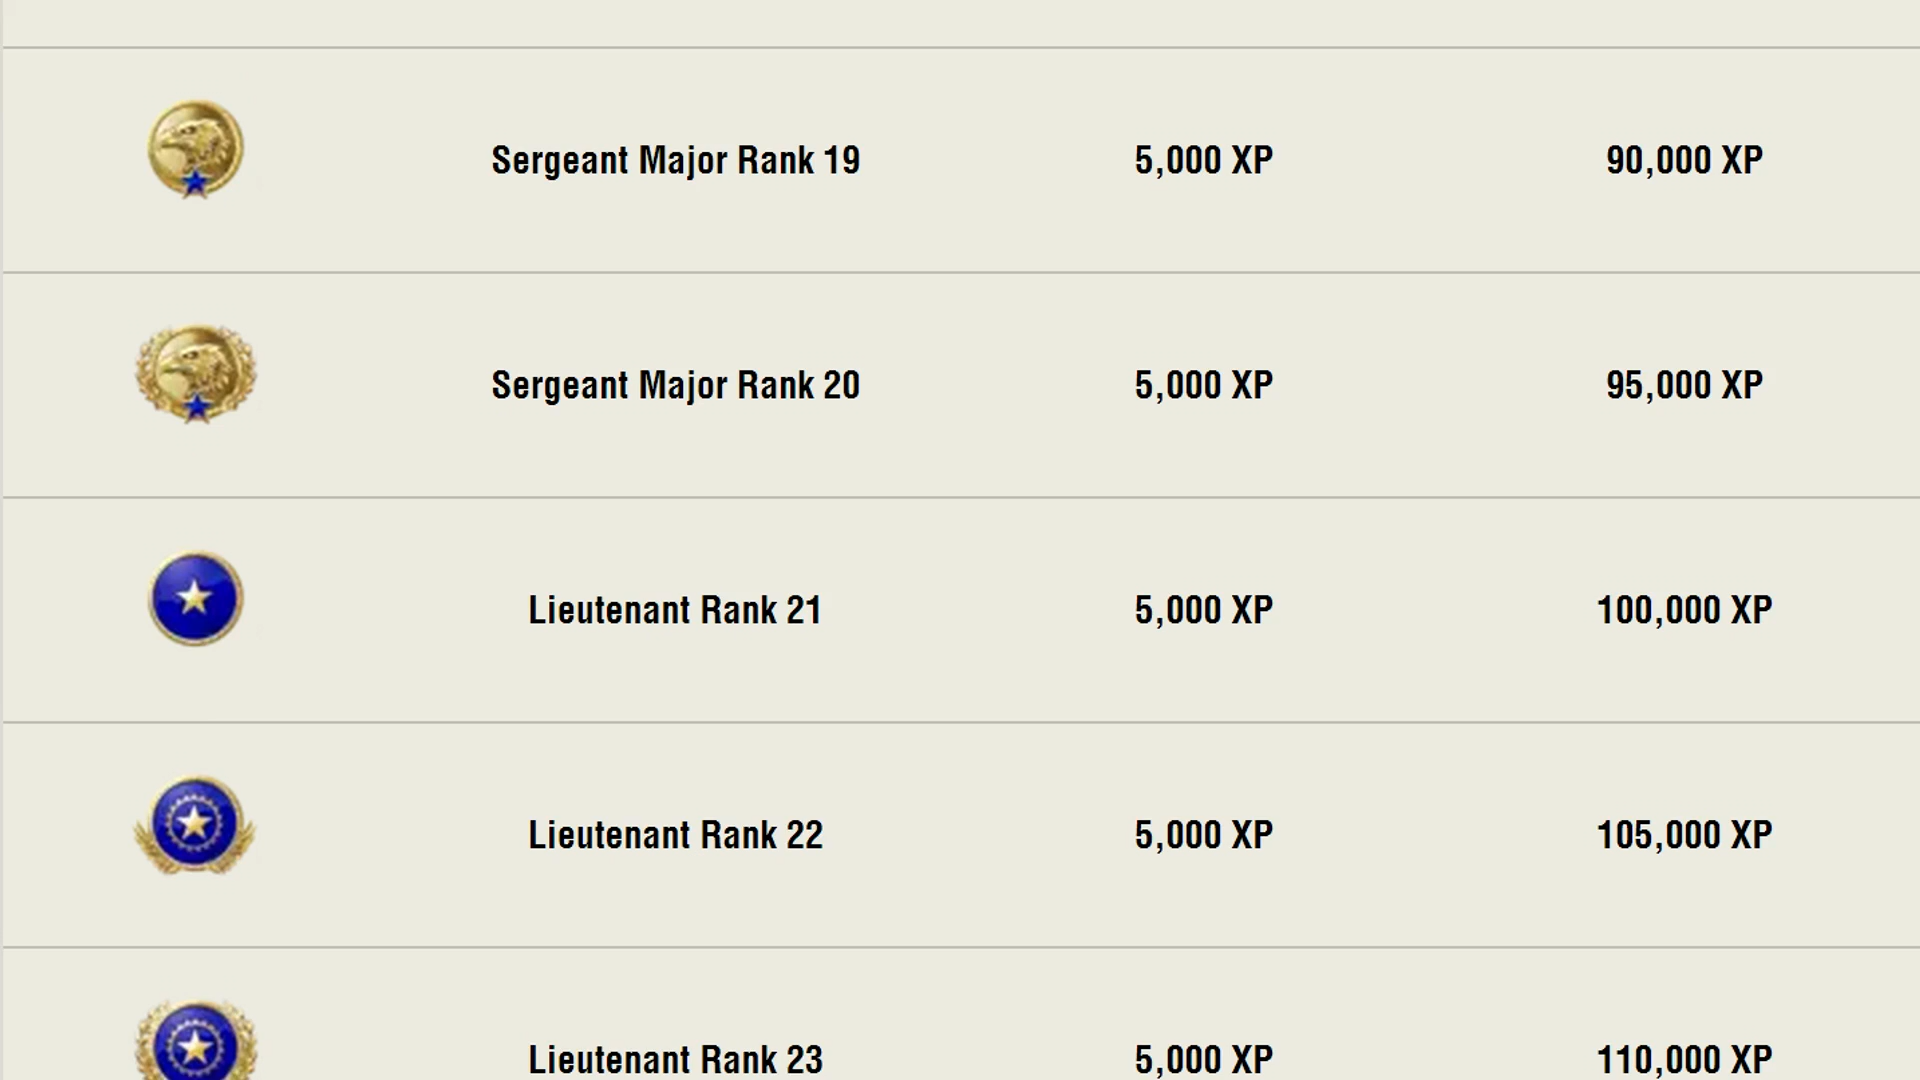 Sergeant Major Rank 19 5,000 XP 90,000 XP
Sergeant Major Rank 20 5,000 XP 95,000 XP
Lieutenant Rank 21 5,000 XP 100,000 XP
Lieutenant Rank 22 5,000 XP 105,000 XP
Lieutenant Rank 23 5,000 XP 110,000 XP